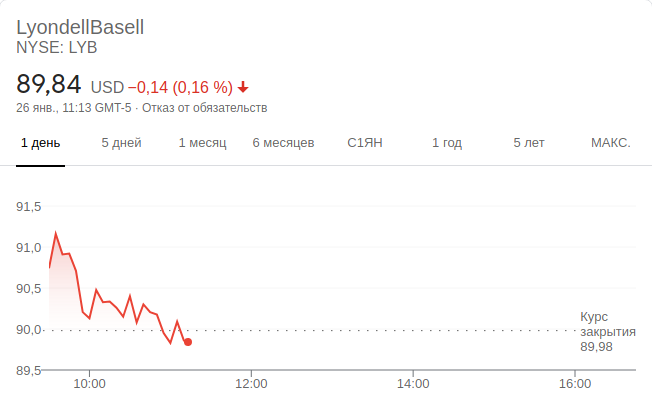 LyondellBasell
NYSE: LYB
89,84 USD −0,14 (0,16 %)
26 янв., 11:13 GMT-5 · Отказ от обязательств
1 день 5 дней 1 месяц 6 месяцев С1ЯН 1 год 5 лет МАКС.
91,5
91,0
90,5
90,0
89,5
Курс
закрытия
89,98
10:00 12:00 14:00 16:00